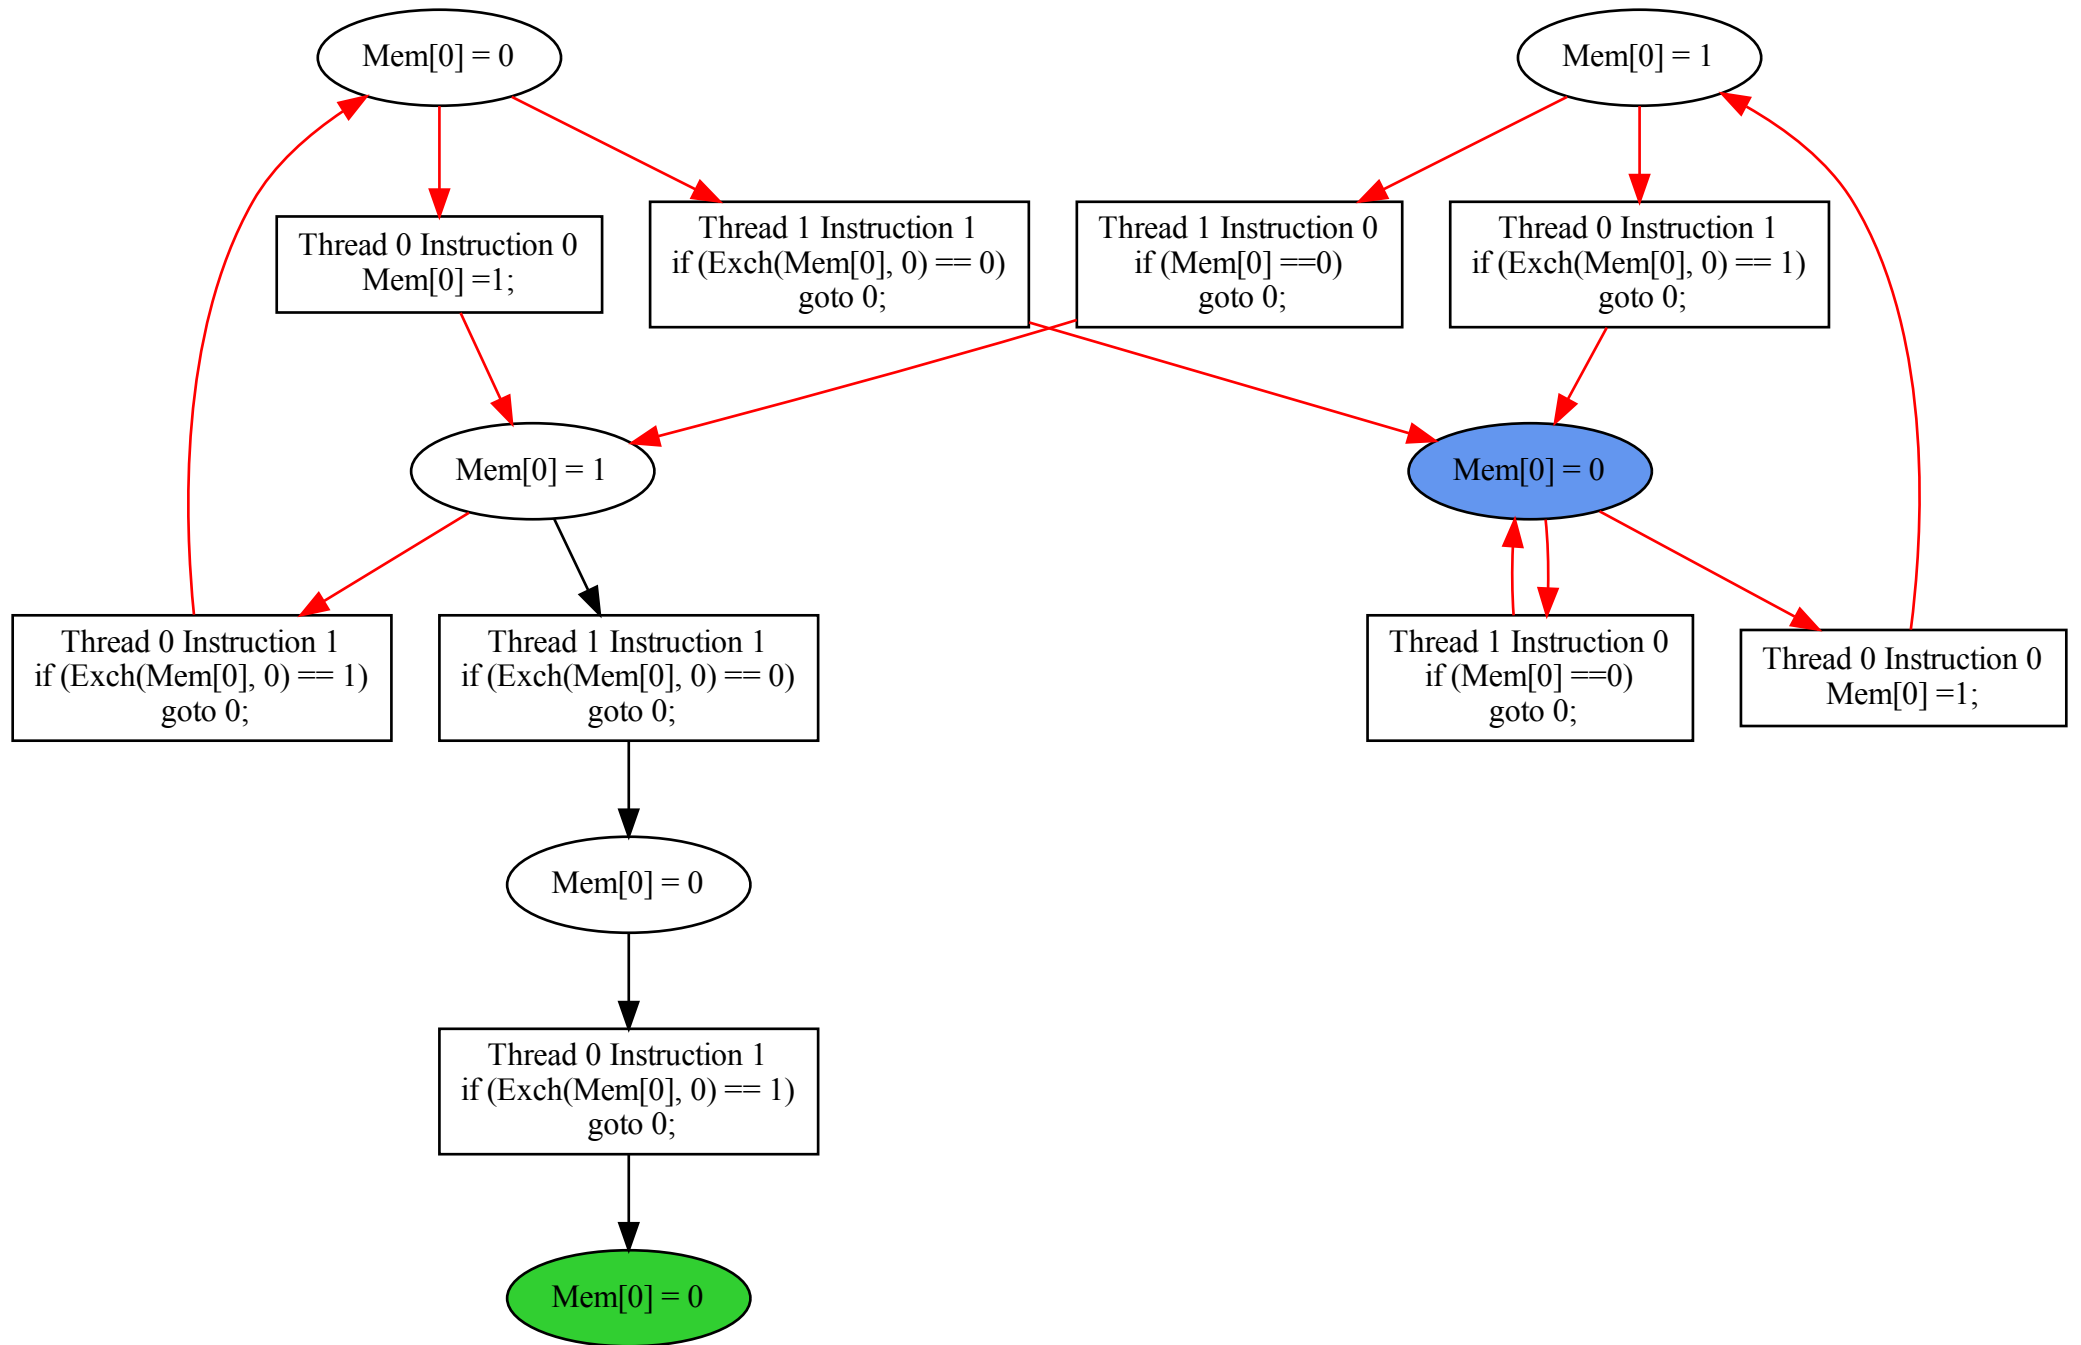 Mem[0] = 0
Mem[0] = 1
Thread 0 Instruction 0
Mem[0] =1;
Thread 1 Instruction 1
if (Exch(Mem[0], 0) == 0)
goto 0;
Thread 1 Instruction 0
if (Mem[0] ==0)
goto 0;
Thread 0 Instruction 1
if (Exch(Mem[0], 0) == 1)
goto 0;
Mem[0] = 1
Mem[0] = 0
Thread 0 Instruction 1
if (Exch(Mem[0], 0) == 1)
goto 0;
Thread 1 Instruction 1
if (Exch(Mem[0], 0) == 0)
goto 0;
Thread 1 Instruction 0
if (Mem[0] ==0)
goto 0;
Thread 0 Instruction 0
Mem[0] =1;
Mem[0] = 0
Thread 0 Instruction 1
if (Exch(Mem[0], 0) == 1)
goto 0;
Mem[0] = 0